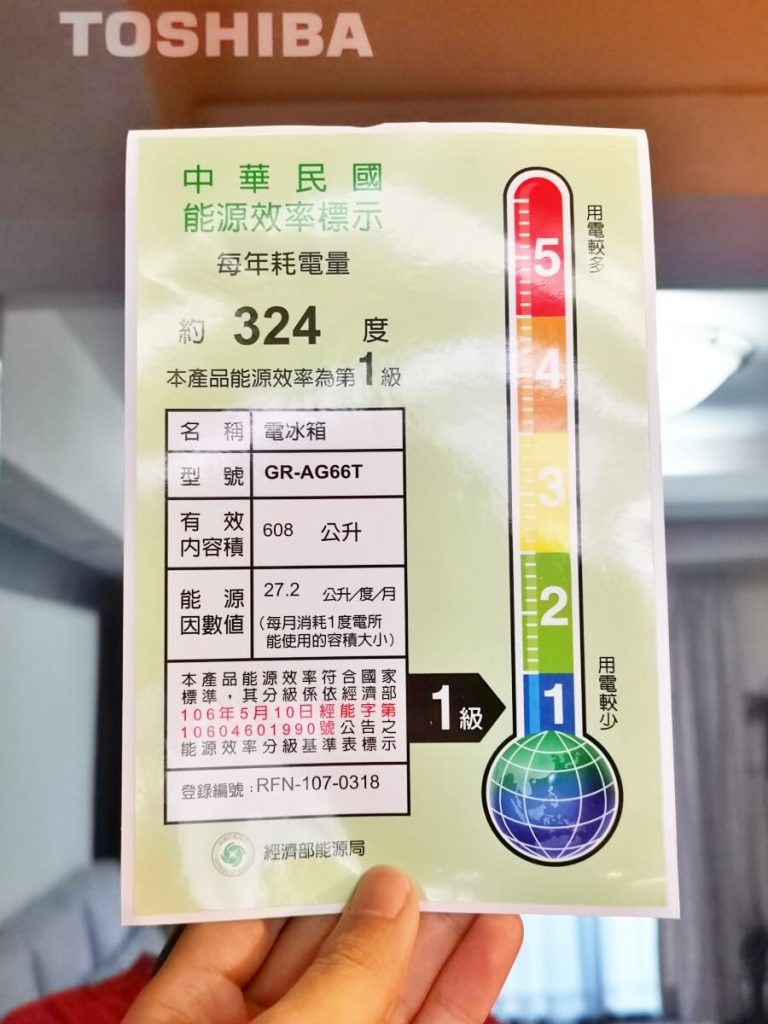 TOSHIBA
中華民國
能源效率標示
每年耗電量
約 324 度
本產品能源效率為第1級
名稱 電冰箱
型號 GR-AG66T
有效
內容積
608 公升
能源
因數值
27.2 公升/度/月
(每月消耗1度電所
能使用的容積大小)
本產品能源效率符合國家
標準，其分級係依經濟部
106年5月10日經能字第
10604601990號公告之
能源效率分級基準表標示
登錄編號:RFN-107-0318
經濟部能源局
用電較多
5
4
3
2
1
用電較少
1級